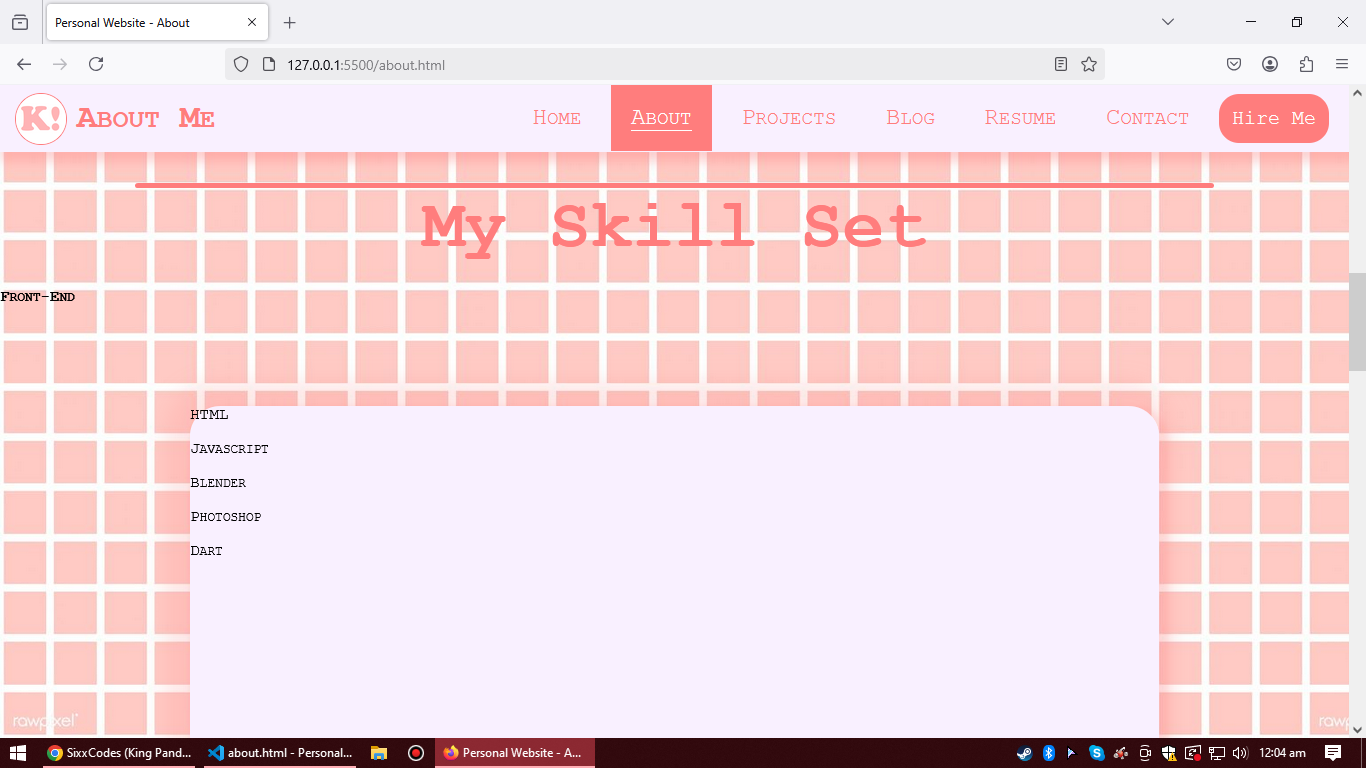 Personal Website - About
127.0.0.1:5500/about.html
K! About Me
Home About Projects Blog Resume Contact Hire Me
My Skill Set
Front-End
HTML
Javascript
Blender
Photoshop
Dart
rawpixel
rawp
SixxCodes (King Pand...
about.html - Personal...
Personal Website - A...
12:04 am